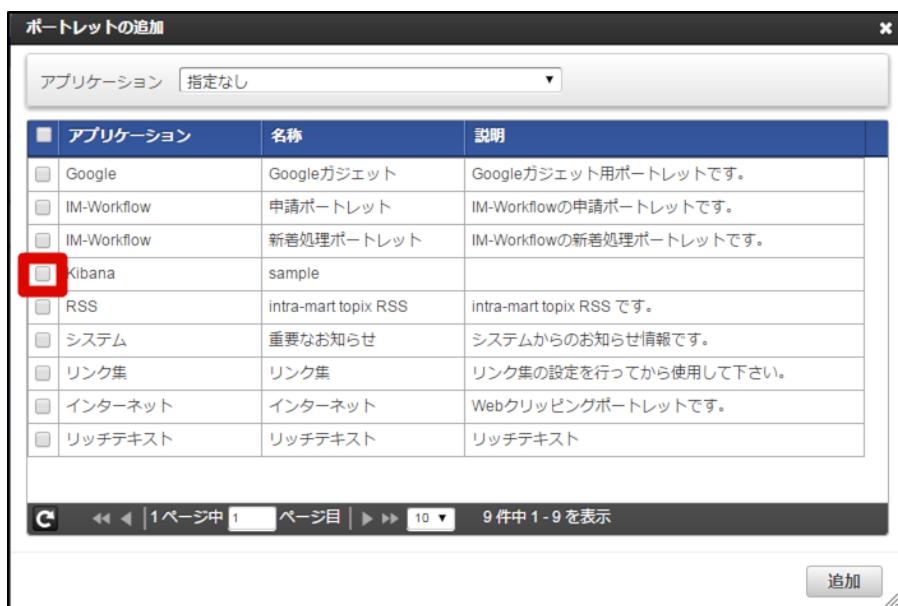 ポートレットの追加
アプリケーション 指定なし
アプリケーション 名称 説明
Google Googleガジェット Googleガジェット用ポートレットです。
IM-Workflow 申請ポートレット IM-Workflowの申請ポートレットです。
IM-Workflow 新着処理ポートレット IM-Workflowの新着処理ポートレットです。
Kibana sample
RSS intra-mart topix RSS intra-mart topix RSS です。
システム 重要なお知らせ システムからのお知らせ情報です。
リンク集 リンク集 リンク集の設定を行ってから使用して下さい。
インターネット インターネット Webクリッピングポートレットです。
リッチテキスト リッチテキスト リッチテキスト
1ページ中 1 ページ目 10 9 件中 1 - 9 を表示
追加